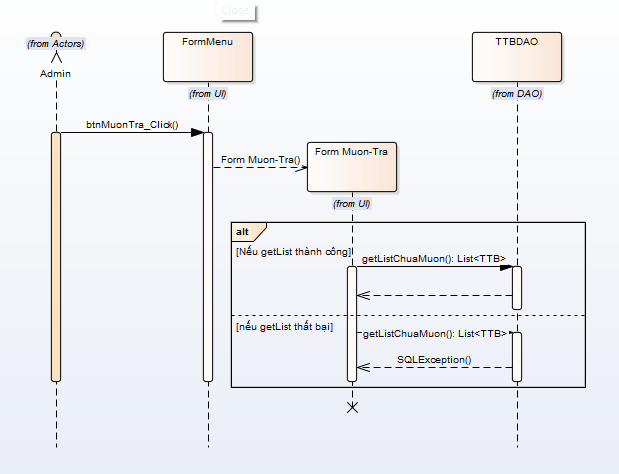 Close
(from Actors)
Admin
FormMenu
(from UI)
TTBDAO
(from DAO)
btnMuonTra_Click()
Form Muon-Tra()
Form Muon-Tra
(from UI)
alt
[Nếu getList thành công]
getListChuaMuon(): List<TTB>
[nếu getList thất bại]
getListChuaMuon(): List<TTB>
SQLException()